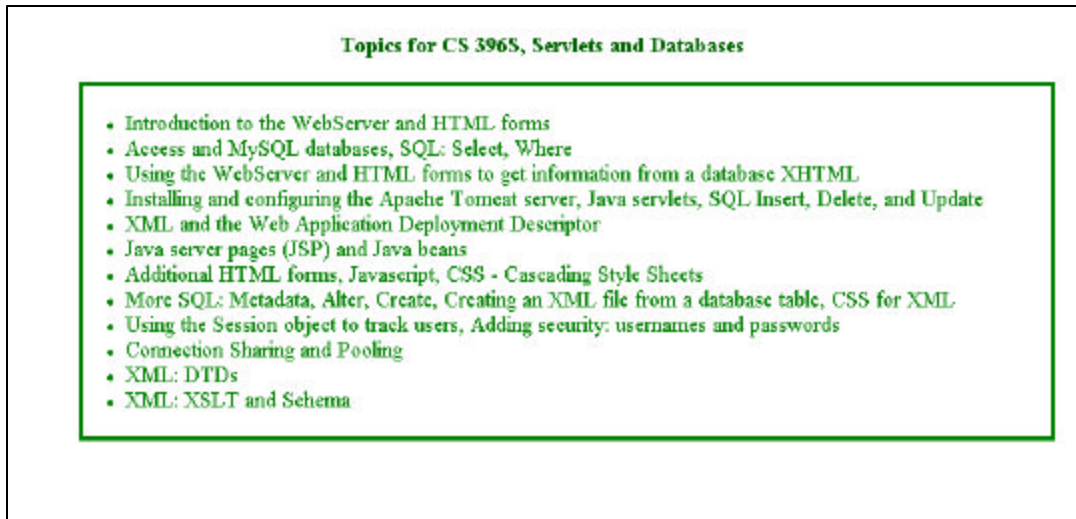 Topics for CS 396S, Servlets and Databases
• Introduction to the WebServer and HTML forms
• Access and MySQL databases, SQL: Select, Where
• Using the WebServer and HTML forms to get information from a database XHTML
• Installing and configuring the Apache Tomcat server, Java servlets, SQL Insert, Delete, and Update
• XML and the Web Application Deployment Descriptor
• Java server pages (JSP) and Java beans
• Additional HTML forms, Javascript, CSS - Cascading Style Sheets
• More SQL: Metadata, Alter, Create, Creating an XML file from a database table, CSS for XML
• Using the Session object to track users, Adding security: usernames and passwords
• Connection Sharing and Pooling
• XML: DTDs
• XML: XSLT and Schema